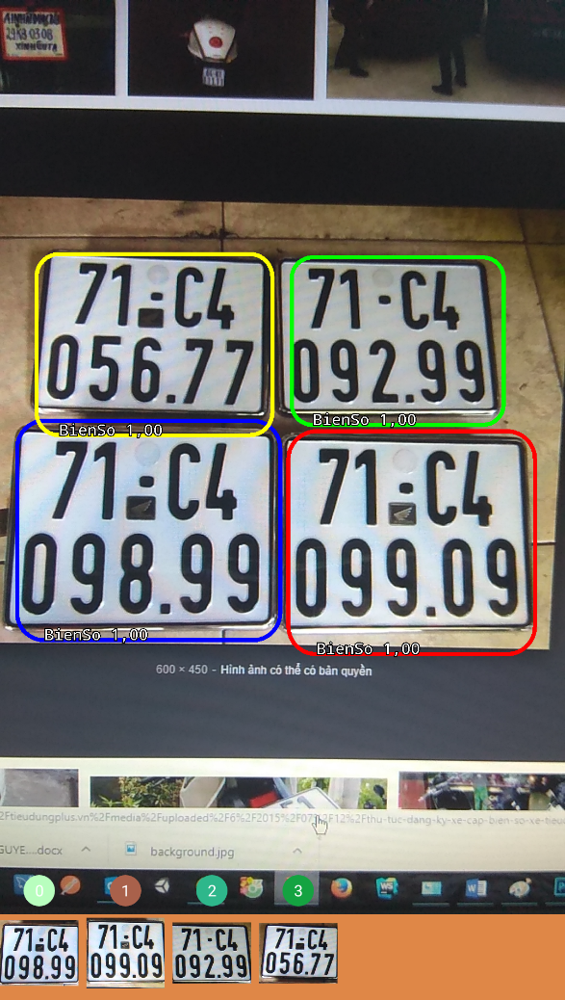 71-C4
056.77
BienSo 1,00
71-C4
092.99
BienSo 1,00
71-C4
098.99
BienSo 1,00
71-C4
099.09
BienSo 1,00
600 × 450 - Hình ảnh có thể có bản quyền
2Ftieudungplus.vn%2Fmedia%2Fuploaded%2F6%2F2015%2F07%2F12%2Fthu-tuc-dang-ky-xe-cap-bien-so-xe-
GUYE....docx
background.jpg
0
1
2
3
71-C4
098.99
71-C4
099.09
71-C4
092.99
71-C4
056.77